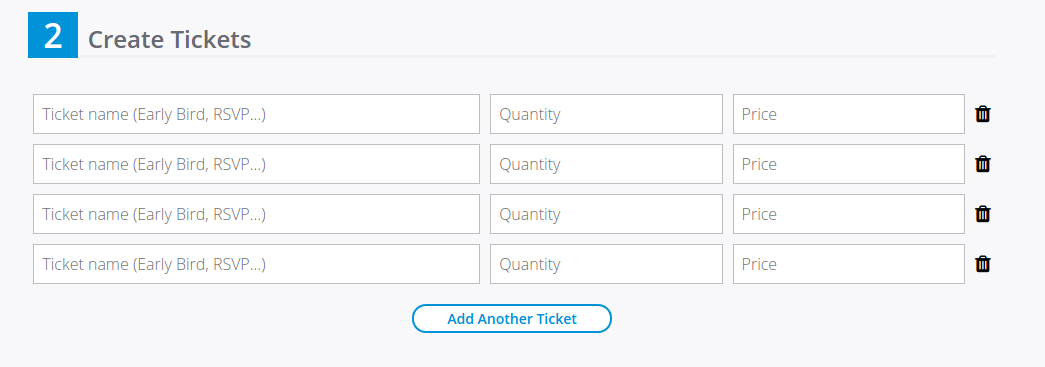 2 Create Tickets
Ticket name (Early Bird, RSVP...) Quantity Price
Ticket name (Early Bird, RSVP...) Quantity Price
Ticket name (Early Bird, RSVP...) Quantity Price
Ticket name (Early Bird, RSVP...) Quantity Price
Add Another Ticket